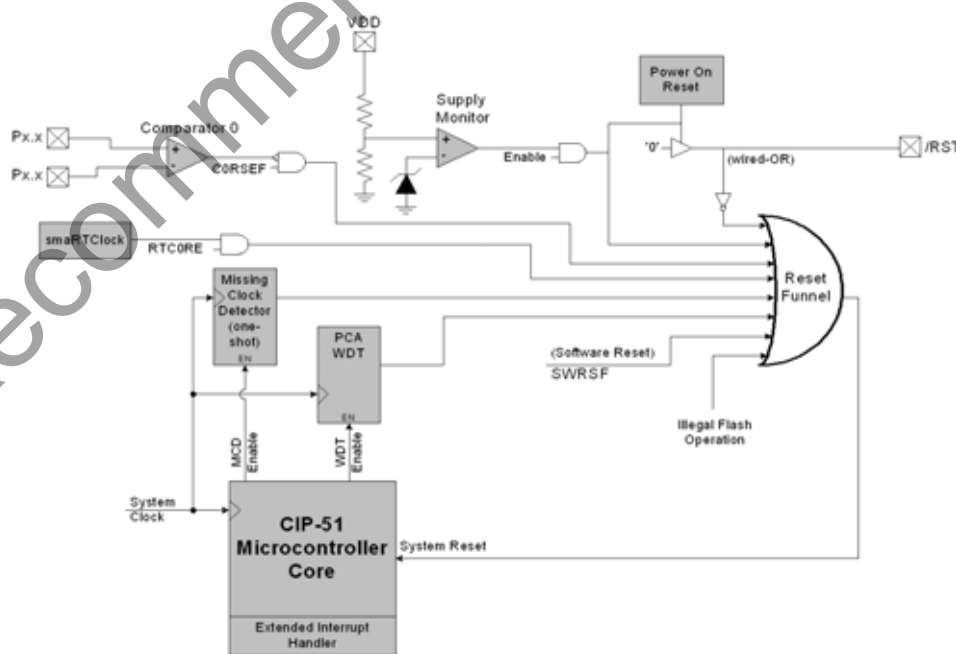 VDD
Power On
Reset
Supply
Monitor
Comparator 0
Px.x
+
-
+
-
Enable
'0'
(wired-OR)
/RST
Px.x
C0RSEF
smaRTClock
RTC0RE
Missing
Clock
Detector
(one-
shot)
EN
PCA
WDT
EN
Reset
Funnel
(Software Reset)
SWRSF
Illegal Flash
Operation
MCD
Enable
WDT
Enable
System
Clock
CIP-51
Microcontroller
Core
System Reset
Extended Interrupt
Handler
ecomme